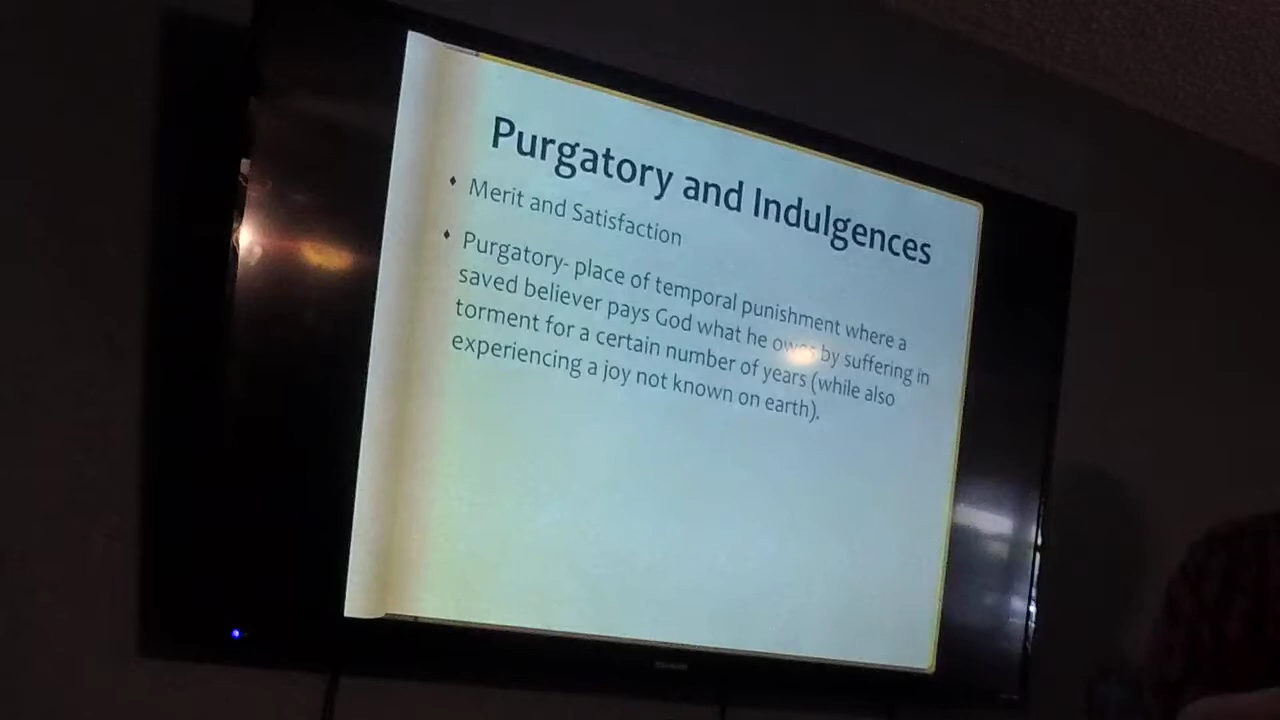 Purgatory and Indulgences
♦ Merit and Satisfaction
♦ Purgatory- place of temporal punishment where a
saved believer pays God what he owes by suffering in
torment for a certain number of years (while also
experiencing a joy not known on earth).